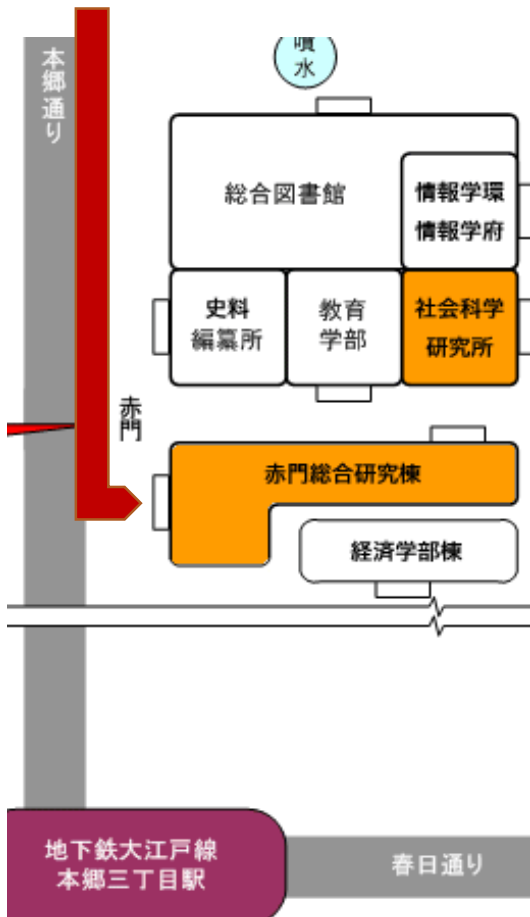 噴
水
本郷通り
総合図書館
情報学環
情報学府
史料
編纂所
教育
学部
社会科学
研究所
赤門
赤門総合研究棟
経済学部棟
地下鉄大江戸線
本郷三丁目駅
春日通り